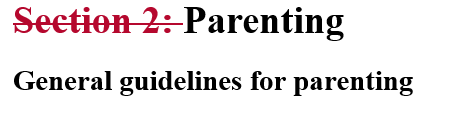 Section 2: Parenting
General guidelines for parenting